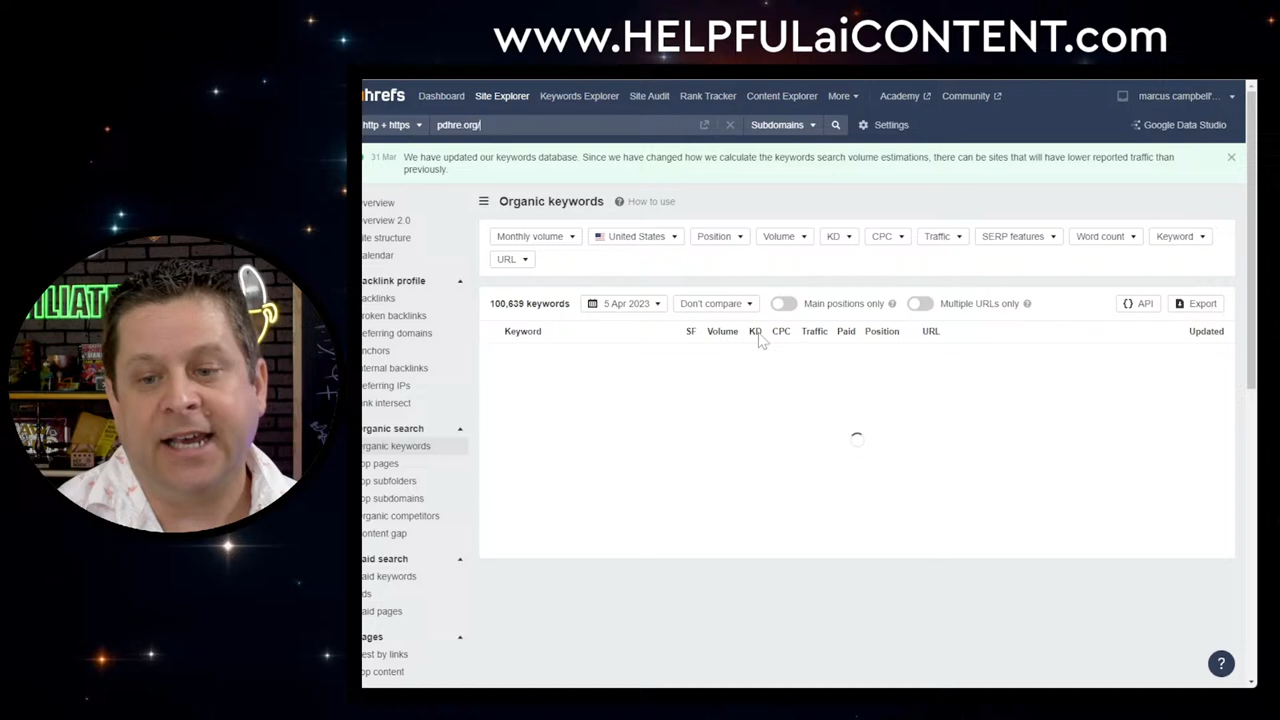 www.HELPFULaiCONTENT.com
hrefs Dashboard Site Explorer Keywords Explorer Site Audit Rank Tracker Content Explorer More Academy Community marcus campbell'...
http + https pdhre.org/ Subdomains Settings Google Data Studio
31 Mar We have updated our keywords database. Since we have changed how we calculate the keywords search volume estimations, there can be sites that will have lower reported traffic than
previously.
verview
Organic keywords How to use
verview 2.0
ite structure
Monthly volume United States Position Volume KD CPC Traffic SERP features Word count Keyword
alendar
URL
acklink profile
acklinks
100,639 keywords 5 Apr 2023 Don't compare Main positions only Multiple URLs only API Export
roken backlinks
eferring domains
Keyword SF Volume KD CPC Traffic Paid Position URL Updated
nchors
nternal backlinks
eferring IPs
nk intersect
rganic search
rganic keywords
op pages
op subfolders
op subdomains
rganic competitors
ontent gap
aid search
aid keywords
ds
aid pages
ages
est by links
op content
?